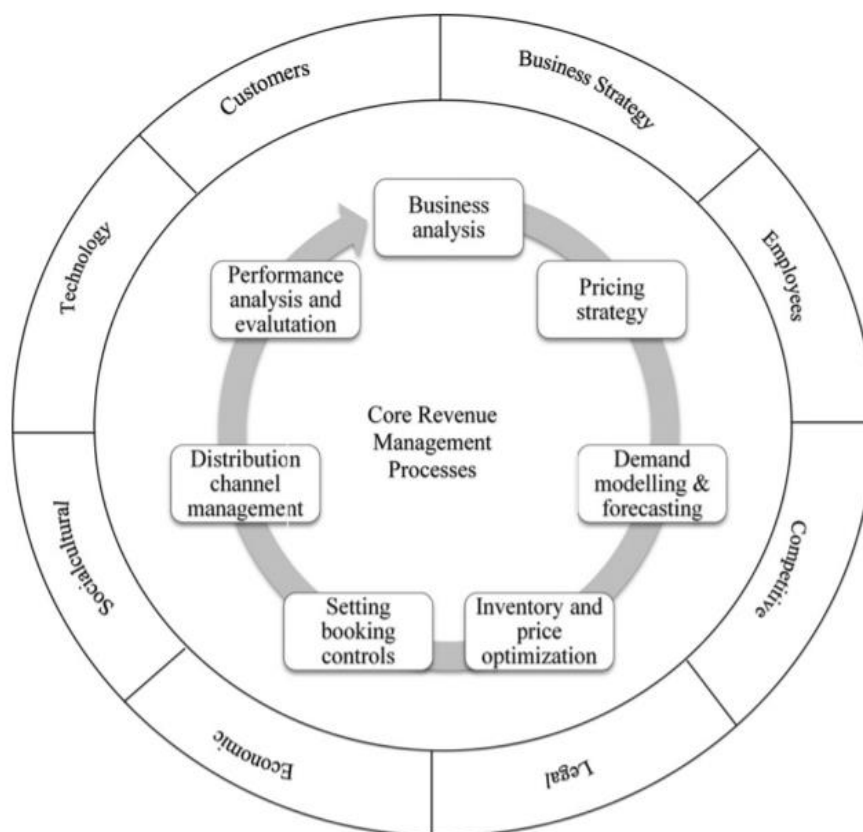 Customers
Business Strategy
Employees
Competitive
Legal
Economic
Socialcultural
Technology
Business
analysis
Pricing
strategy
Demand
modelling &
forecasting
Inventory and
price
optimization
Setting
booking
controls
Distribution
channel
management
Performance
analysis and
evalutation
Core Revenue
Management
Processes